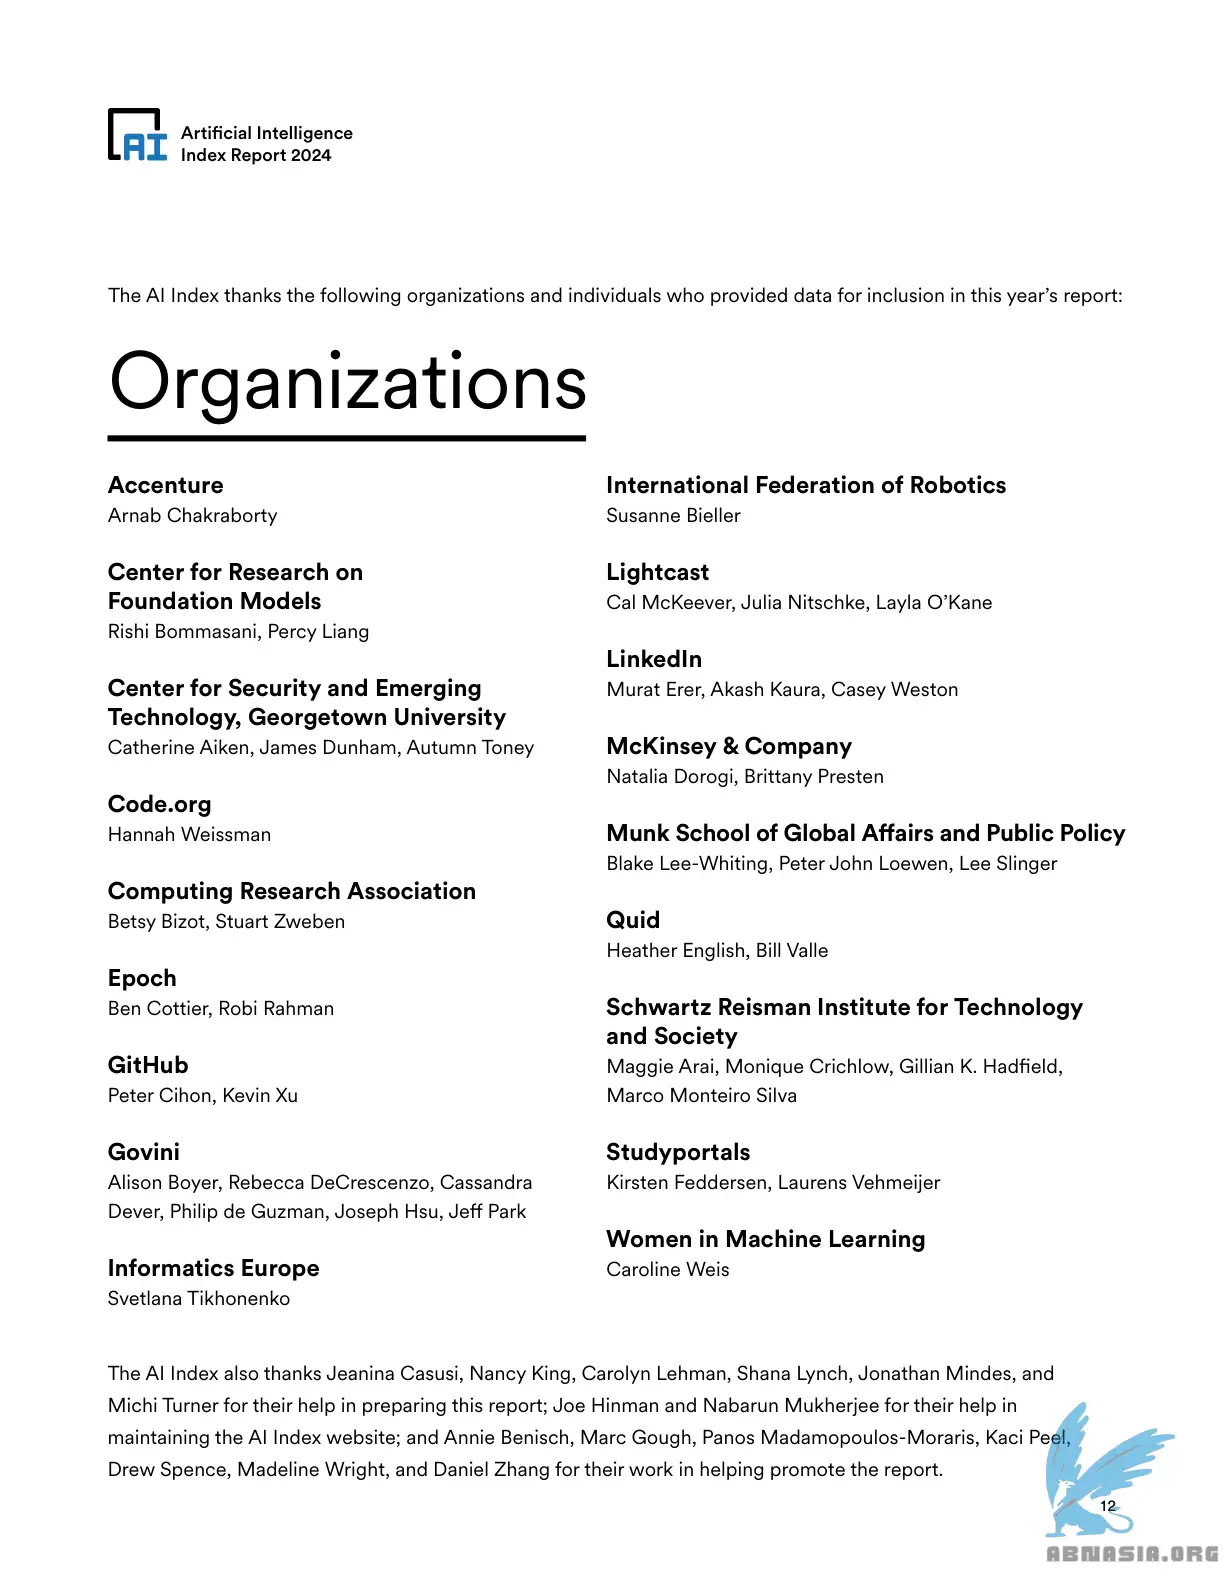 AI
Artificial Intelligence
Index Report 2024
The AI Index thanks the following organizations and individuals who provided data for inclusion in this year’s report:
Organizations
Accenture
Arnab Chakraborty
Center for Research on
Foundation Models
Rishi Bommasani, Percy Liang
Center for Security and Emerging
Technology, Georgetown University
Catherine Aiken, James Dunham, Autumn Toney
Code.org
Hannah Weissman
Computing Research Association
Betsy Bizot, Stuart Zweben
Epoch
Ben Cottier, Robi Rahman
GitHub
Peter Cihon, Kevin Xu
Govini
Alison Boyer, Rebecca DeCrescenzo, Cassandra
Dever, Philip de Guzman, Joseph Hsu, Jeff Park
Informatics Europe
Svetlana Tikhonenko
International Federation of Robotics
Susanne Bieller
Lightcast
Cal McKeever, Julia Nitschke, Layla O’Kane
LinkedIn
Murat Erer, Akash Kaura, Casey Weston
McKinsey & Company
Natalia Dorogi, Brittany Presten
Munk School of Global Affairs and Public Policy
Blake Lee-Whiting, Peter John Loewen, Lee Slinger
Quid
Heather English, Bill Valle
Schwartz Reisman Institute for Technology
and Society
Maggie Arai, Monique Crichlow, Gillian K. Hadfield,
Marco Monteiro Silva
Studyportals
Kirsten Feddersen, Laurens Vehmeijer
Women in Machine Learning
Caroline Weis
The AI Index also thanks Jeanina Casusi, Nancy King, Carolyn Lehman, Shana Lynch, Jonathan Mindes, and
Michi Turner for their help in preparing this report; Joe Hinman and Nabarun Mukherjee for their help in
maintaining the AI Index website; and Annie Benisch, Marc Gough, Panos Madamopoulos-Moraris, Kaci Peel,
Drew Spence, Madeline Wright, and Daniel Zhang for their work in helping promote the report.
12
ABNASIA.ORG